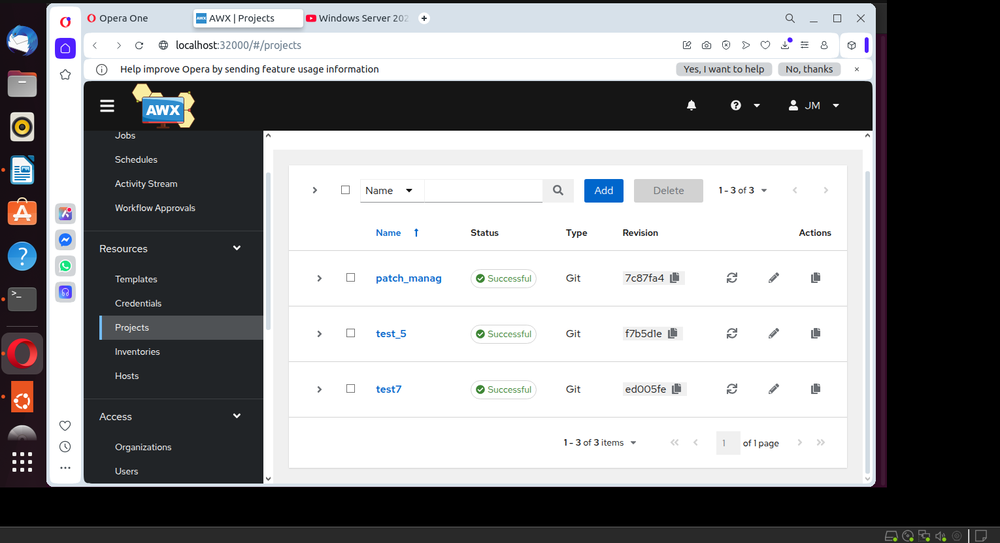 Opera One
AWX | Projects
Windows Server 202
localhost:32000/#/projects
Help improve Opera by sending feature usage information
Yes, I want to help
No, thanks
AWX
JM
Jobs
Schedules
Activity Stream
Workflow Approvals
Resources
Templates
Credentials
Projects
Inventories
Hosts
Access
Organizations
Users
Name
Add
Delete
1 - 3 of 3
Name Status Type Revision Actions
patch_manag Successful Git 7c87fa4
test_5 Successful Git f7b5d1e
test7 Successful Git ed005fe
1 - 3 of 3 items
1 of 1 page